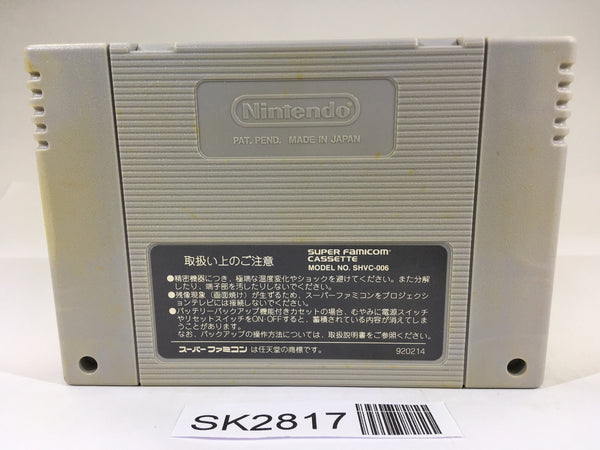 Nintendo®
PAT. PEND. MADE IN JAPAN
取扱い上のご注意
SUPER FAMICOM™
CASSETTE
MODEL NO. SHVC-006
●精密機器につき、極端な温度変化やショックを避けてください。また分解
したり、端子部を汚したりしないでください。
●残像現象(画面焼け)が生ずるため、スーパーファミコンをプロジェクシ
ョンテレビには接続しないでください。
●バッテリーバックアップ機能付きカセットの場合、むやみに電源スイッチ
やリセットスイッチをON·OFFすると、蓄積されている内容が消えてしま
うことがあります。
なお、バックアップの操作方法については、取扱説明書をご参照ください。
スーパーファミコン は任天堂の商標です。
920214
SK2817